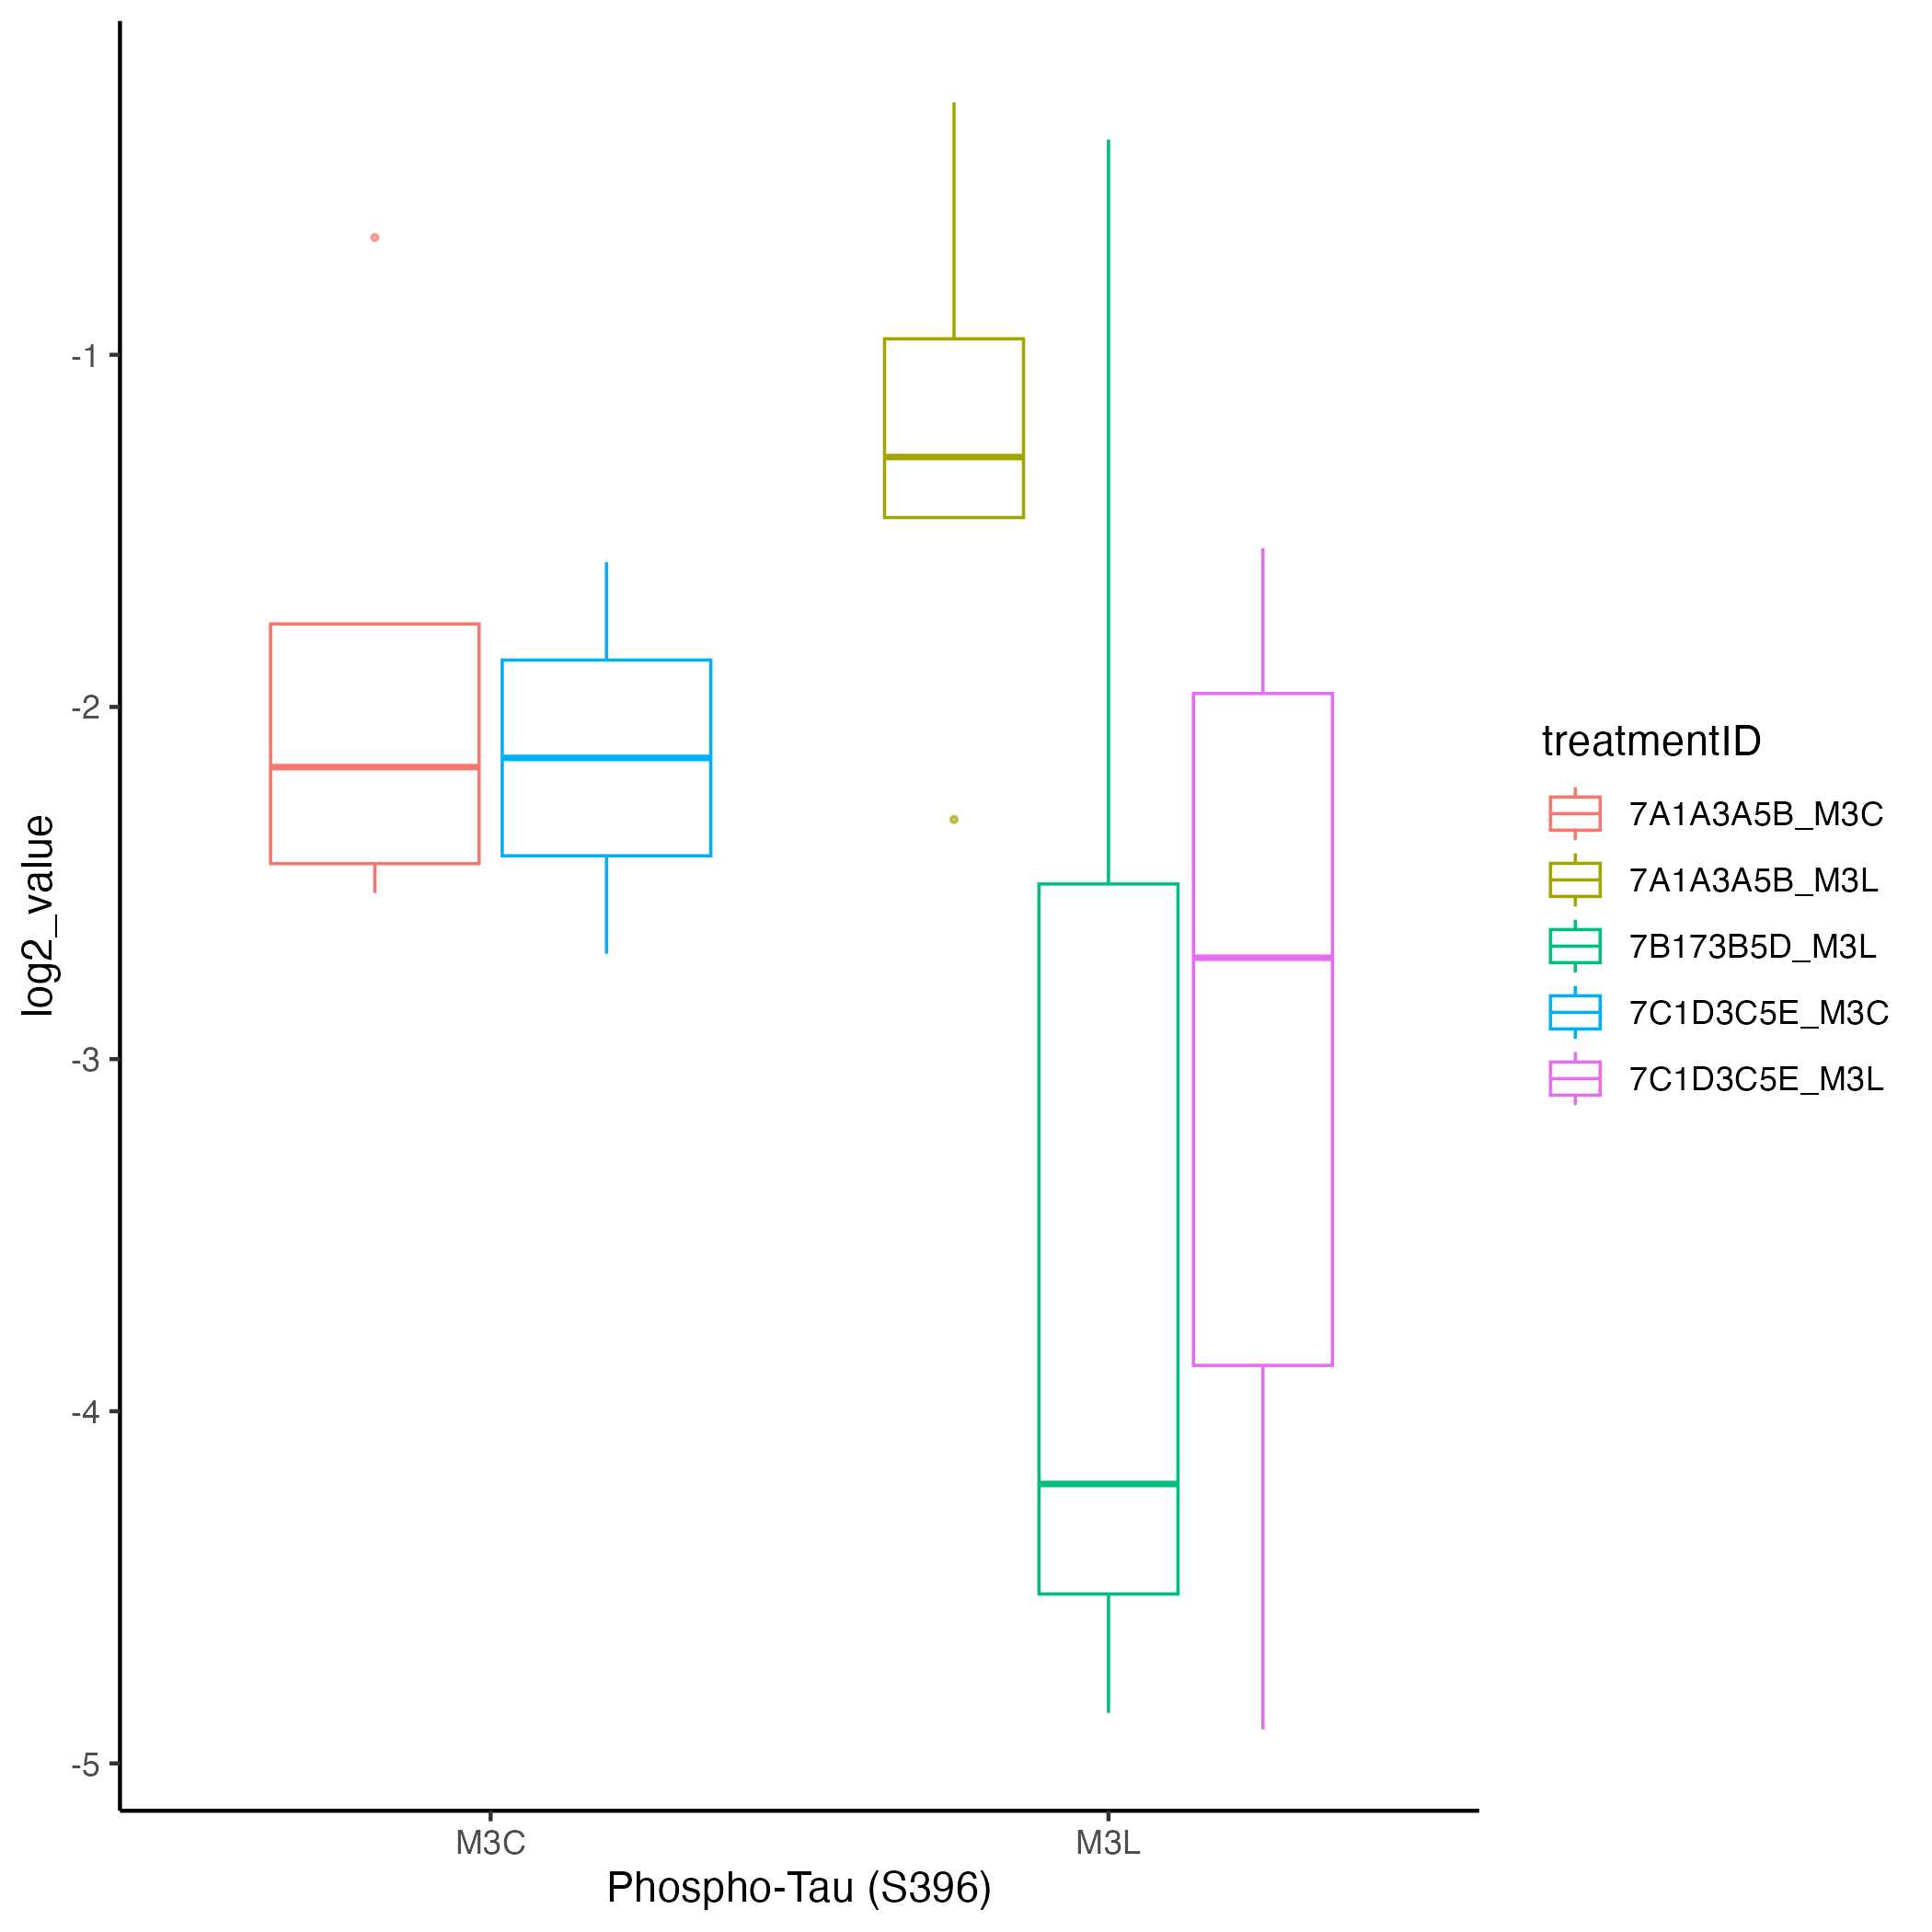 log2_value
-1
-2
-3
-4
-5
M3C
M3L
Phospho-Tau (S396)
treatmentID
7A1A3A5B_M3C
7A1A3A5B_M3L
7B173B5D_M3L
7C1D3C5E_M3C
7C1D3C5E_M3L